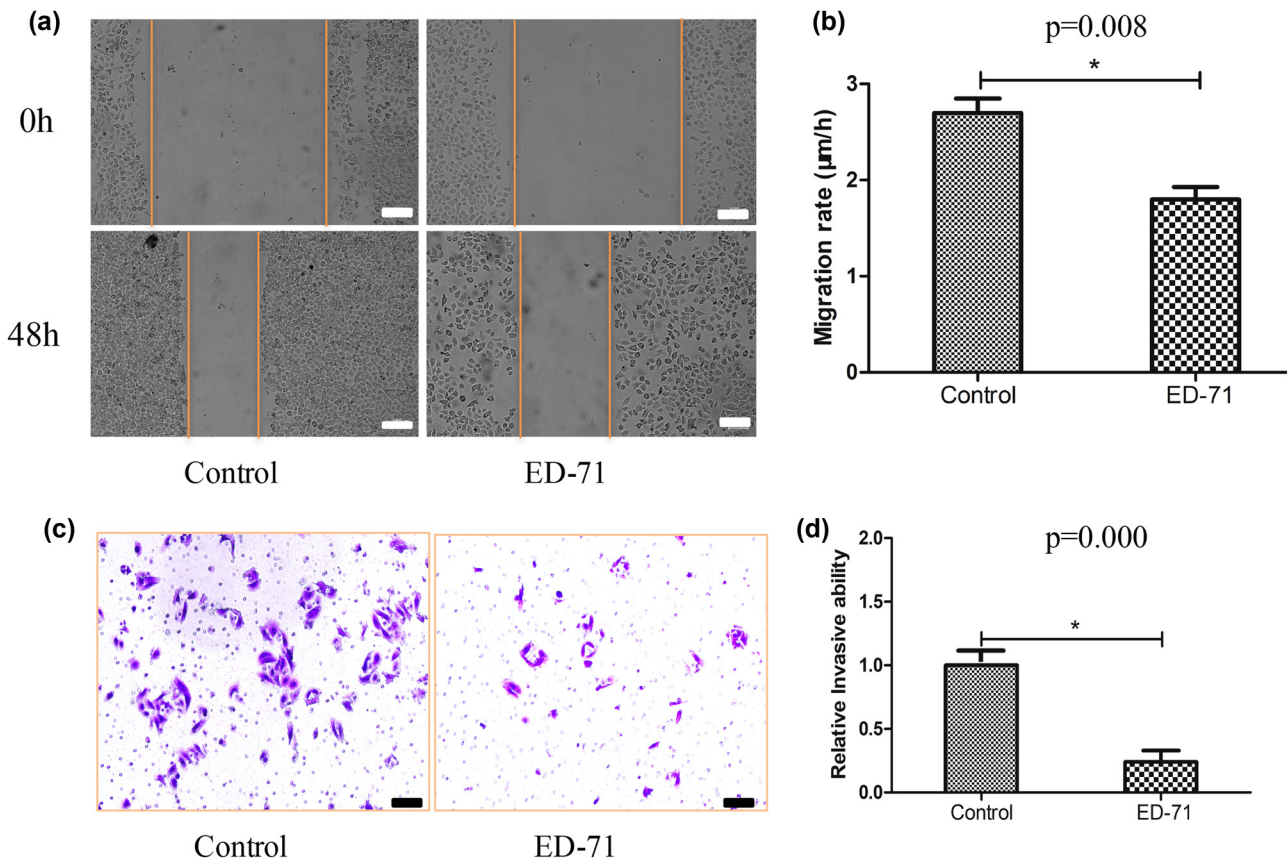 (a)
0h
48h
Control
ED-71
(b)
p=0.008
*
Migration rate (µm/h)
3
2
1
0
Control
ED-71
(c)
Control
ED-71
(d)
p=0.000
*
Relative Invasive ability
2.0
1.5
1.0
0.5
0.0
Control
ED-71